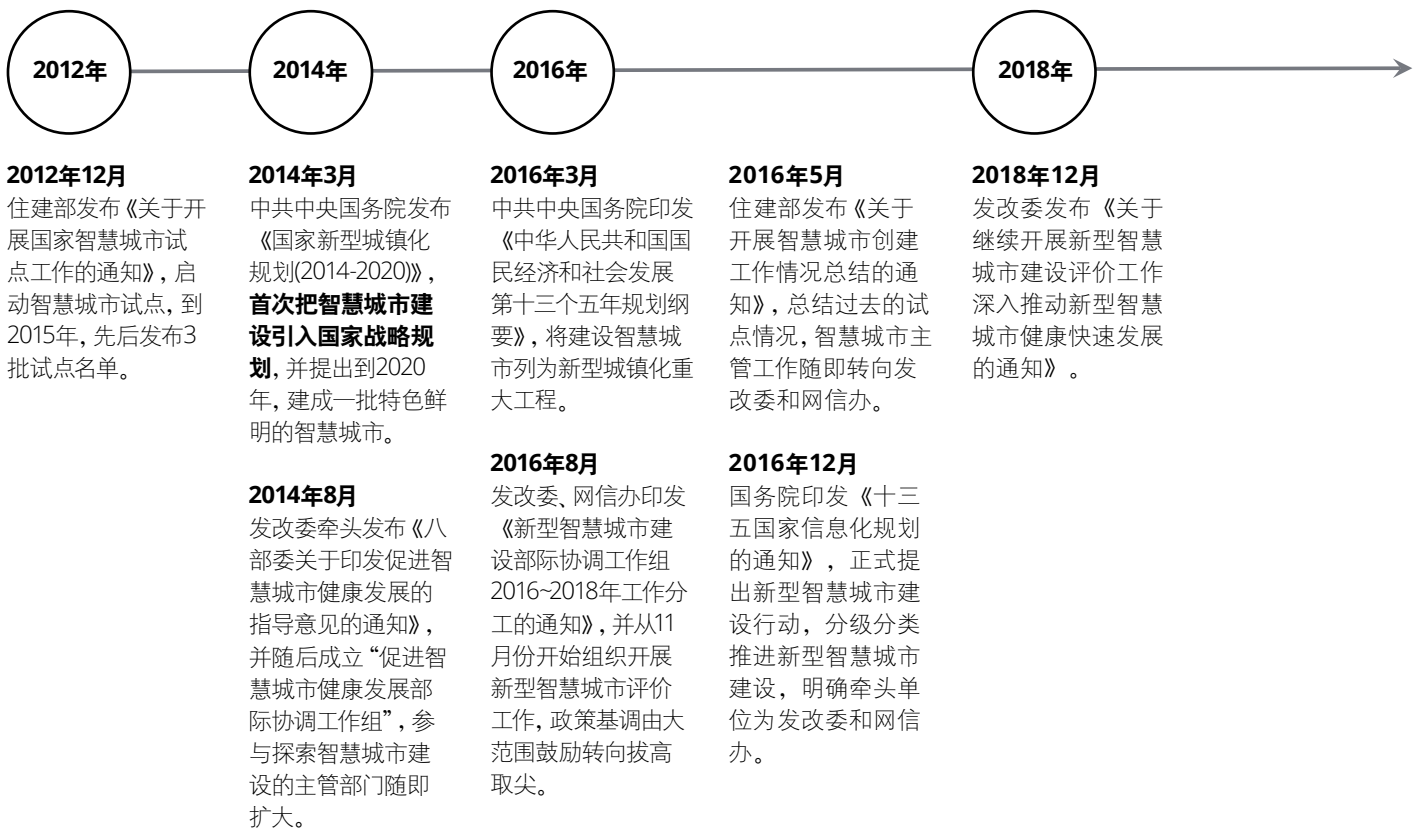 2012年
2014年
2016年
2018年
2012年12月
住建部发布《关于开
展国家智慧城市试
点工作的通知》，启
动智慧城市试点，到
2015年，先后发布3
批试点名单。
2014年3月
中共中央国务院发布
《国家新型城镇化
规划(2014-2020)》，
首次把智慧城市建
设引入国家战略规
划，并提出到2020
年，建成一批特色鲜
明的智慧城市。
2014年8月
发改委牵头发布《八
部委关于印发促进智
慧城市健康发展的
指导意见的通知》，
并随后成立“促进智
慧城市健康发展部
际协调工作组”，参
与探索智慧城市建
设的主管部门随即
扩大。
2016年3月
中共中央国务院印发
《中华人民共和国国
民经济和社会发展
第十三个五年规划纲
要》，将建设智慧城
市列为新型城镇化重
大工程。
2016年8月
发改委、网信办印发
《新型智慧城市建
设部际协调工作组
2016~2018年工作分
工的通知》，并从11
月份开始组织开展
新型智慧城市评价
工作，政策基调由大
范围鼓励转向拔高
取尖。
2016年5月
住建部发布《关于
开展智慧城市创建
工作情况总结的通
知》，总结过去的试
点情况，智慧城市主
管工作随即转向发
改委和网信办。
2016年12月
国务院印发《十三
五国家信息化规划
的通知》，正式提
出新型智慧城市建
设行动，分级分类
推进新型智慧城市
建设，明确牵头单
位为发改委和网信
办。
2018年12月
发改委发布《关于
继续开展新型智慧
城市建设评价工作
深入推动新型智慧
城市健康快速发展
的通知》。